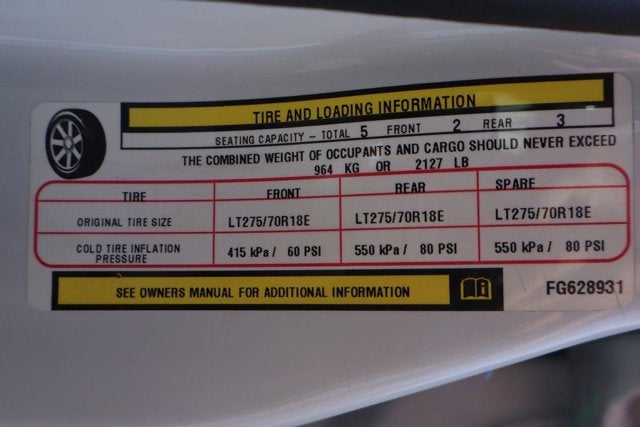 TIRE AND LOADING INFORMATION
SEATING CAPACITY – TOTAL 5 FRONT 2 REAR 3
THE COMBINED WEIGHT OF OCCUPANTS AND CARGO SHOULD NEVER EXCEED
964 KG OR 2127 LB
TIRE FRONT REAR SPARE
ORIGINAL TIRE SIZE LT275/70R18E LT275/70R18E LT275/70R18E
COLD TIRE INFLATION PRESSURE 415 kPa / 60 PSI 550 kPa / 80 PSI 550 kPa / 80 PSI
SEE OWNERS MANUAL FOR ADDITIONAL INFORMATION
FG628931